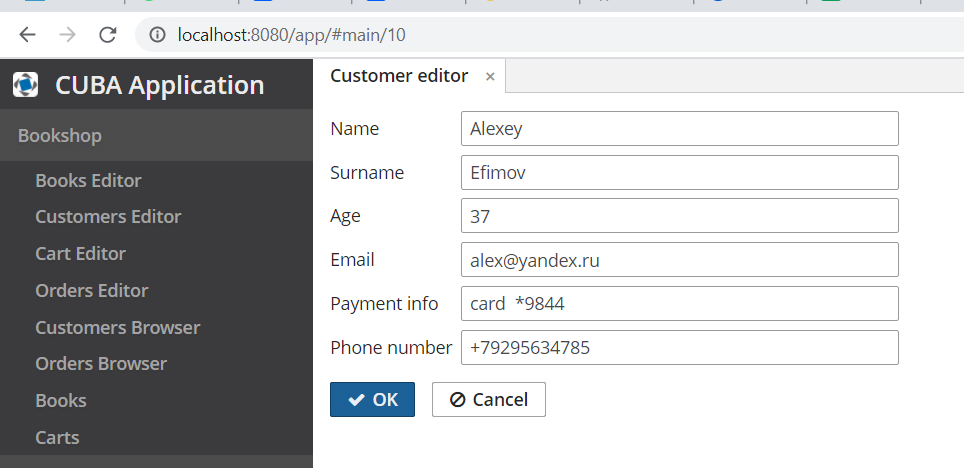 localhost:8080/app/#main/10
CUBA Application
Customer editor ×
Bookshop
Books Editor
Customers Editor
Cart Editor
Orders Editor
Customers Browser
Orders Browser
Books
Carts
Name Alexey
Surname Efimov
Age 37
Email alex@yandex.ru
Payment info card *9844
Phone number +79295634785
OK Cancel